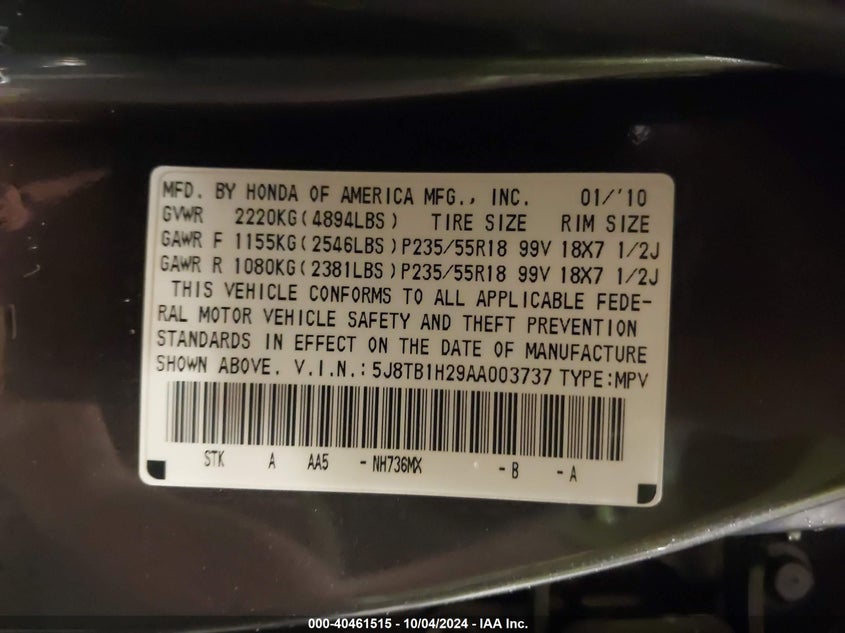 MFD. BY HONDA OF AMERICA MFG., INC. 01/'10
GVWR 2220KG(4894LBS) TIRE SIZE RIM SIZE
GAWR F 1155KG(2546LBS)P235/55R18 99V 18X7 1/2J
GAWR R 1080KG(2381LBS)P235/55R18 99V 18X7 1/2J
THIS VEHICLE CONFORMS TO ALL APPLICABLE FEDE-
RAL MOTOR VEHICLE SAFETY AND THEFT PREVENTION
STANDARDS IN EFFECT ON THE DATE OF MANUFACTURE
SHOWN ABOVE. V.I.N.:5J8TB1H29AA003737 TYPE:MPV
STK A AA5 -NH736MX -B -A
000-40461515 - 10/04/2024 - IAA Inc.